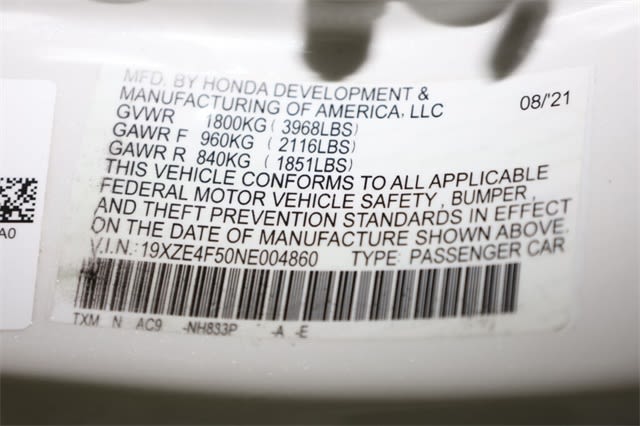 MFD. BY HONDA DEVELOPMENT &
MANUFACTURING OF AMERICA, LLC 08/'21
GVWR 1800KG (3968LBS)
GAWR F 960KG (2116LBS)
GAWR R 840KG (1851LBS)
THIS VEHICLE CONFORMS TO ALL APPLICABLE
FEDERAL MOTOR VEHICLE SAFETY, BUMPER,
AND THEFT PREVENTION STANDARDS IN EFFECT
ON THE DATE OF MANUFACTURE SHOWN ABOVE.
V.I.N.: 19XZE4F50NE004860 TYPE: PASSENGER CAR
TXM N AC9 -NH883P -A -E
A0